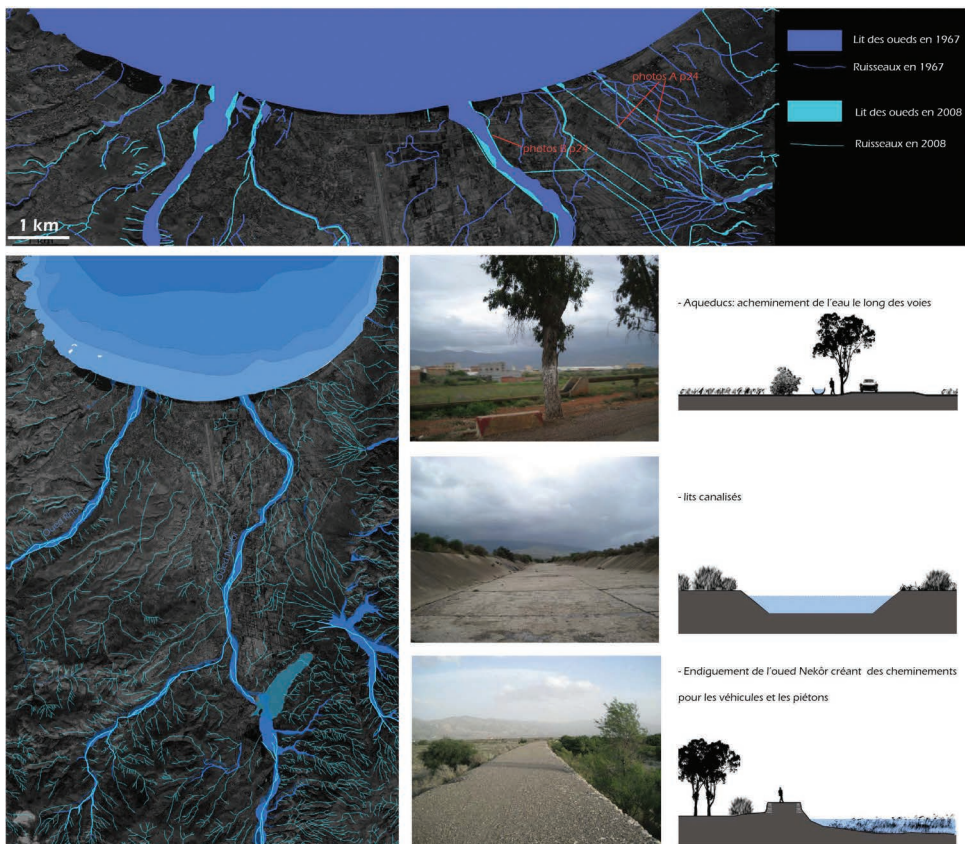 Lit des oueds en 1967
Ruisseaux en 1967
Lit des oueds en 2008
Ruisseaux en 2008
photos A p24
photos B p24
1 km
- Aqueducs: acheminement de l'eau le long des voies
- lits canalisés
- Endiguement de l'oued Nekôr créant des cheminements
pour les véhicules et les piétons